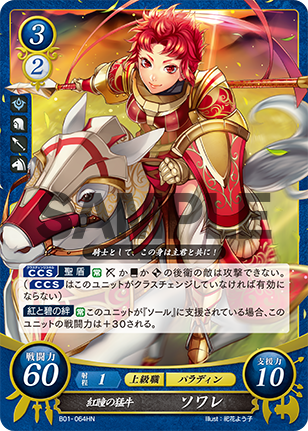 3
2
SAMPLE
騎士として、この身は主君と共に!
CCS 聖盾 常 か か の後衛の敵は攻撃できない。
(CCSはこのユニットがクラスチェンジしていなければ有効に
ならない)
紅と碧の絆 常 このユニットが『ソール』に支援されている場合、この
ユニットの戦闘力は+30される。
戦闘力
60
射程 1
上級職
パラディン
支援力
10
紅瞳の猛牛
ソワレ
B01-064HN
Illust:祀花よう子